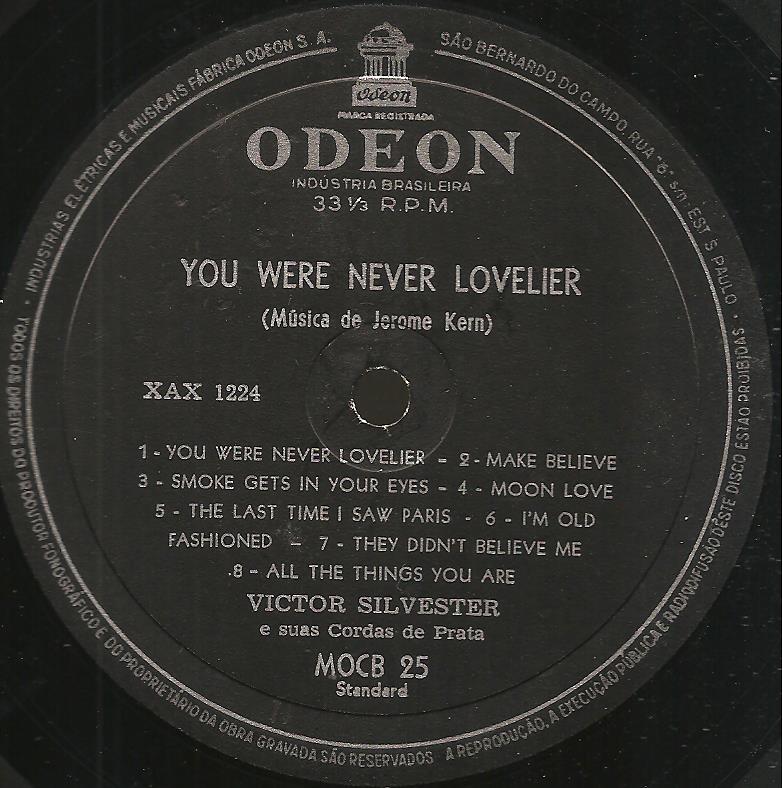 INDUSTRIAS ELÉTRICAS E MUSICAIS FÁBRICA ODEON S. A.
SÃO BERNARDO DO CAMPO, RUA "6" s/n - EST. S. PAULO ·
Odeon
MARCA REGISTRADA
ODEON
INDÚSTRIA BRASILEIRA
33 1/3 R.P.M.
YOU WERE NEVER LOVELIER
(Música de Jerome Kern)
XAX 1224
1 - YOU WERE NEVER LOVELIER - 2 - MAKE BELIEVE
3 - SMOKE GETS IN YOUR EYES - 4 - MOON LOVE
5 - THE LAST TIME I SAW PARIS - 6 - I'M OLD
FASHIONED - 7 - THEY DIDN'T BELIEVE ME
8 - ALL THE THINGS YOU ARE
VICTOR SILVESTER
e suas Cordas de Prata
MOCB 25
Standard
TODOS OS DIREITOS DO PRODUTOR FONOGRÁFICO E DO PROPRIETÁRIO DA OBRA GRAVADA SÃO RESERVADOS A REPRODUÇÃO, A EXECUÇÃO PÚBLICA E RADIODIFUSÃO DÊSTE DISCO ESTÃO PROIBIDAS ·